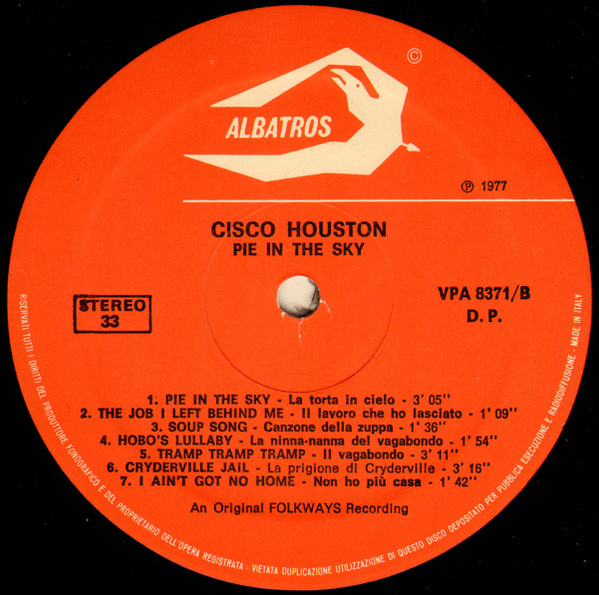 ©
ALBATROS
Ⓟ 1977
CISCO HOUSTON
PIE IN THE SKY
STEREO
33
VPA 8371/B
D. P.
1. PIE IN THE SKY - La torta in cielo - 3' 05"
2. THE JOB I LEFT BEHIND ME - Il lavoro che ho lasciato - 1' 09"
3. SOUP SONG - Canzone della zuppa - 1' 36"
4. HOBO'S LULLABY - La ninna-nanna del vagabondo - 1' 54"
5. TRAMP TRAMP TRAMP - Il vagabondo - 3' 11"
6. CRYDERVILLE JAIL - La prigione di Cryderville - 3' 16"
7. I AIN'T GOT NO HOME - Non ho più casa - 1' 42"
An Original FOLKWAYS Recording
RISERVATI TUTTI I DIRITTI DEL PRODUTTORE FONOGRAFICO E DEL PROPRIETARIO DELL'OPERA REGISTRATA - VIETATA DUPLICAZIONE UTILIZZAZIONE DI QUESTO DISCO DEPOSITATO PER PUBBLICA ESECUZIONE E RADIODIFFUSIONE - MADE IN ITALY